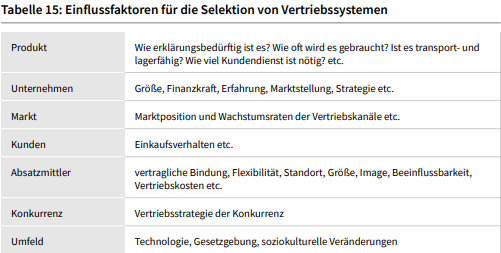 Tabelle 15: Einflussfaktoren für die Selektion von Vertriebssystemen
Produkt
Wie erklärungsbedürftig ist es? Wie oft wird es gebraucht? Ist es transport- und
lagerfähig? Wie viel Kundendienst ist nötig? etc.
Unternehmen
Größe, Finanzkraft, Erfahrung, Marktstellung, Strategie etc.
Markt
Marktposition und Wachstumsraten der Vertriebskanäle etc.
Kunden
Einkaufsverhalten etc.
Absatzmittler
vertragliche Bindung, Flexibilität, Standort, Größe, Image, Beeinflussbarkeit,
Vertriebskosten etc.
Konkurrenz
Vertriebsstrategie der Konkurrenz
Umfeld
Technologie, Gesetzgebung, soziokulturelle Veränderungen